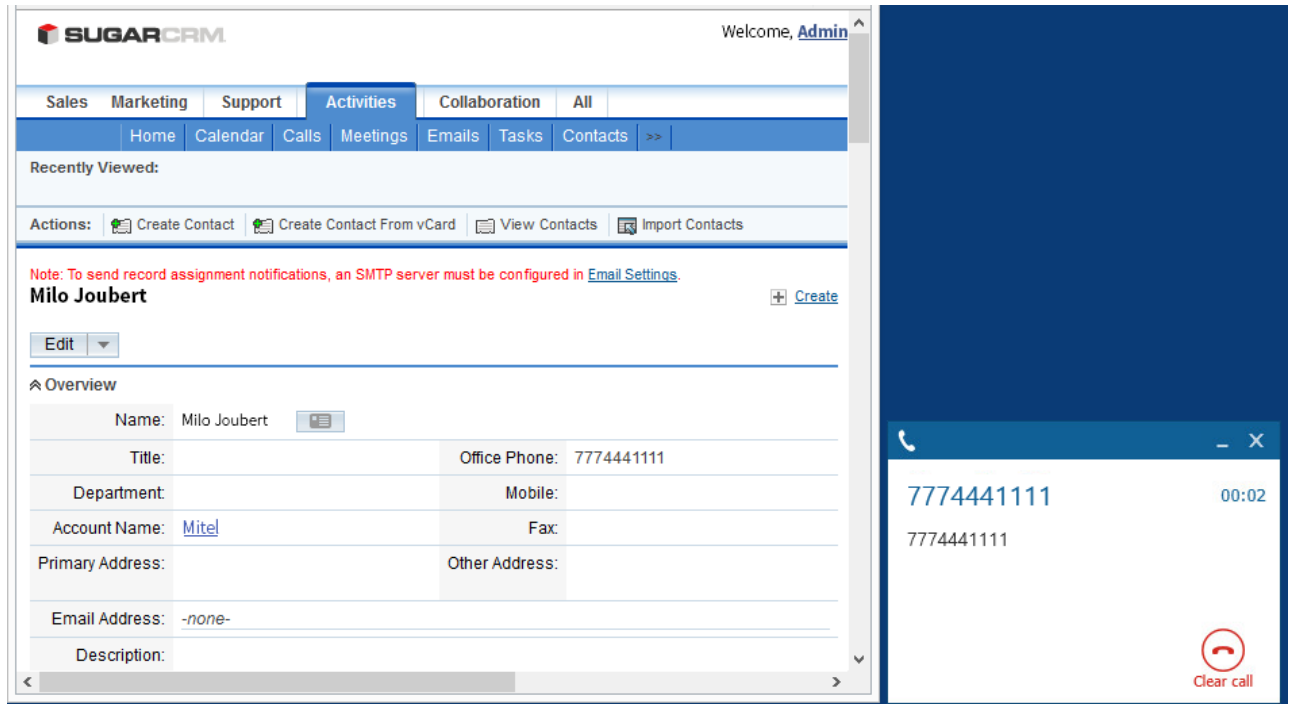 SUGARCRM
Welcome, Admin
Sales Marketing Support Activities Collaboration All
Home Calendar Calls Meetings Emails Tasks Contacts >>
Recently Viewed:
Actions: Create Contact Create Contact From vCard View Contacts Import Contacts
Note: To send record assignment notifications, an SMTP server must be configured in Email Settings.
Milo Joubert
Create
Edit
Overview
Name: Milo Joubert
Title: Office Phone: 7774441111
Department: Mobile:
Account Name: Mitel Fax:
Primary Address: Other Address:
Email Address: -none-
Description:
7774441111 00:02
7774441111
Clear call